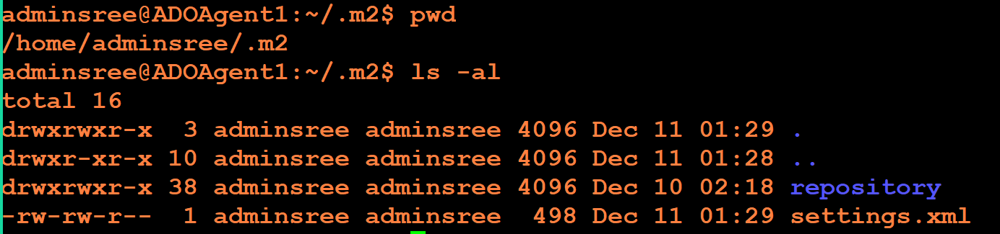 adminsree@ADOAgent1:~/.m2$ pwd
/home/adminsree/.m2
adminsree@ADOAgent1:~/.m2$ ls -al
total 16
drwxrwxr-x  3 adminsree adminsree 4096 Dec 11 01:29 .
drwxr-xr-x 10 adminsree adminsree 4096 Dec 11 01:28 ..
drwxrwxr-x 38 adminsree adminsree 4096 Dec 10 02:18 repository
-rw-rw-r--  1 adminsree adminsree  498 Dec 11 01:29 settings.xml